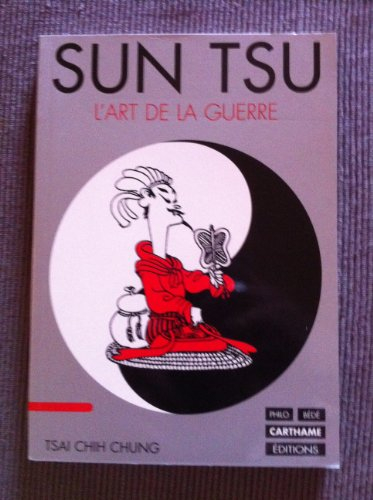 SUN TSU
L'ART DE LA GUERRE
PHILO BÉDÉ
CARTHAME
TSAI CHIH CHUNG ÉDITIONS